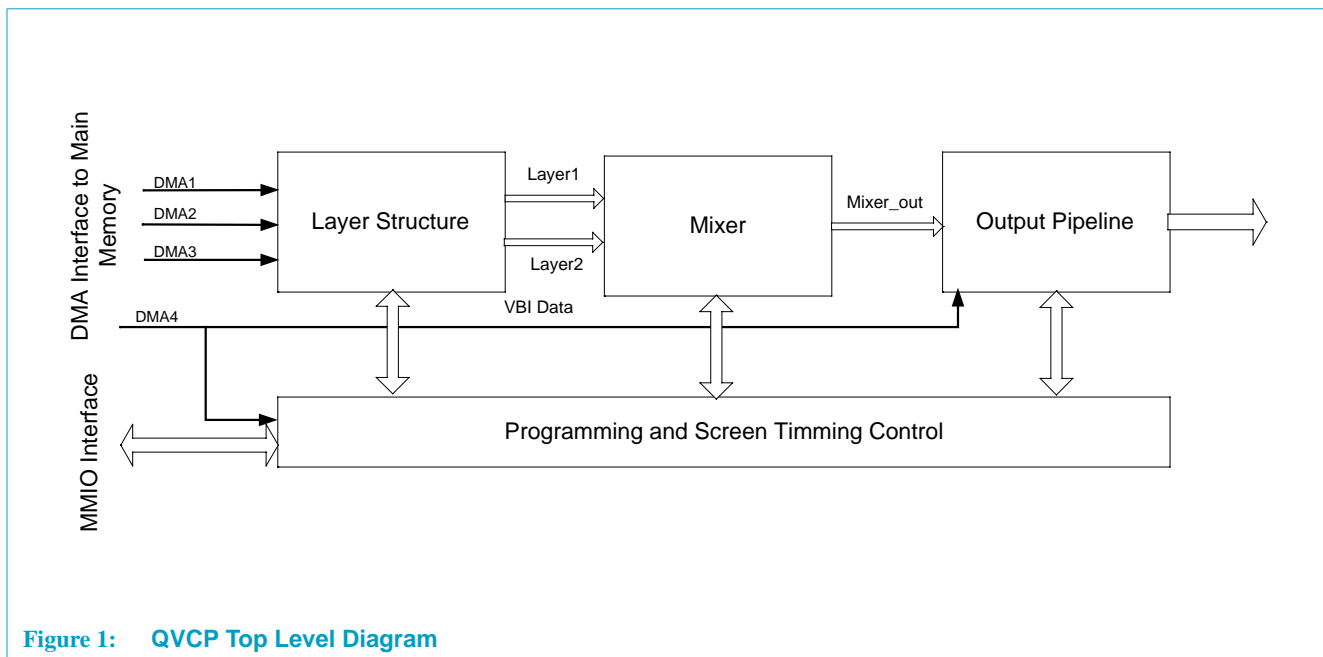 DMA Interface to Main
Memory
DMA1
DMA2
DMA3
Layer Structure
Layer1
Layer2
Mixer
Mixer_out
Output Pipeline
DMA4
VBI Data
MMIO Interface
Programming and Screen Timming Control
Figure 1: QVCP Top Level Diagram